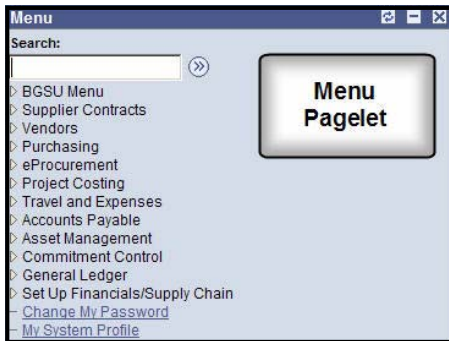 Menu
Search:
Menu
Pagelet
BGSU Menu
Supplier Contracts
Vendors
Purchasing
eProcurement
Project Costing
Travel and Expenses
Accounts Payable
Asset Management
Commitment Control
General Ledger
Set Up Financials/Supply Chain
Change My Password
My System Profile